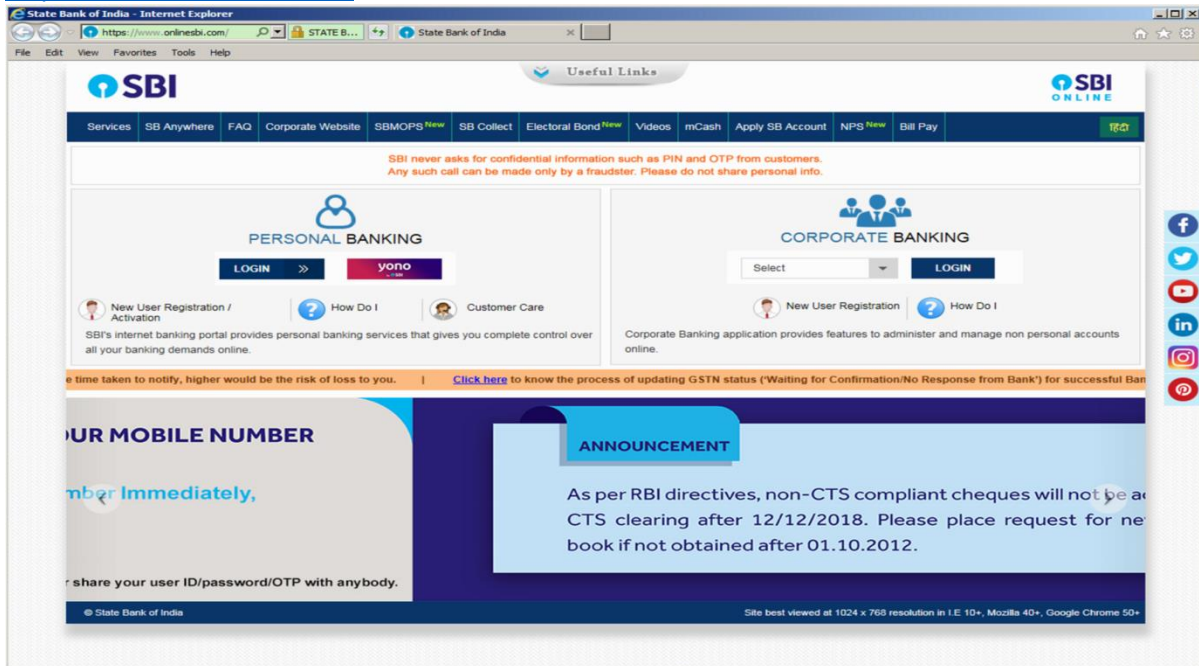 State Bank of India - Internet Explorer
https://www.onlinesbi.com/ STATE B... State Bank of India
File Edit View Favorites Tools Help
Useful Links
SBI
SBI
ONLINE
Services SB Anywhere FAQ Corporate Website SBMOPS New SB Collect Electoral Bond New Videos mCash Apply SB Account NPS New Bill Pay हिंदी
SBI never asks for confidential information such as PIN and OTP from customers.
Any such call can be made only by a fraudster. Please do not share personal info.
PERSONAL BANKING
LOGIN yono
SBI
New User Registration /
Activation
How Do I
Customer Care
SBI's internet banking portal provides personal banking services that gives you complete control over
all your banking demands online.
CORPORATE BANKING
Select LOGIN
New User Registration How Do I
Corporate Banking application provides features to administer and manage non personal accounts
online.
e time taken to notify, higher would be the risk of loss to you. | Click here to know the process of updating GSTN status ('Waiting for Confirmation/No Response from Bank') for successful Ban
OUR MOBILE NUMBER
mber Immediately,
r share your user ID/password/OTP with anybody.
ANNOUNCEMENT
As per RBI directives, non-CTS compliant cheques will not be ac
CTS clearing after 12/12/2018. Please place request for ne
book if not obtained after 01.10.2012.
© State Bank of India
Site best viewed at 1024 x 768 resolution in I.E 10+, Mozilla 40+, Google Chrome 50+